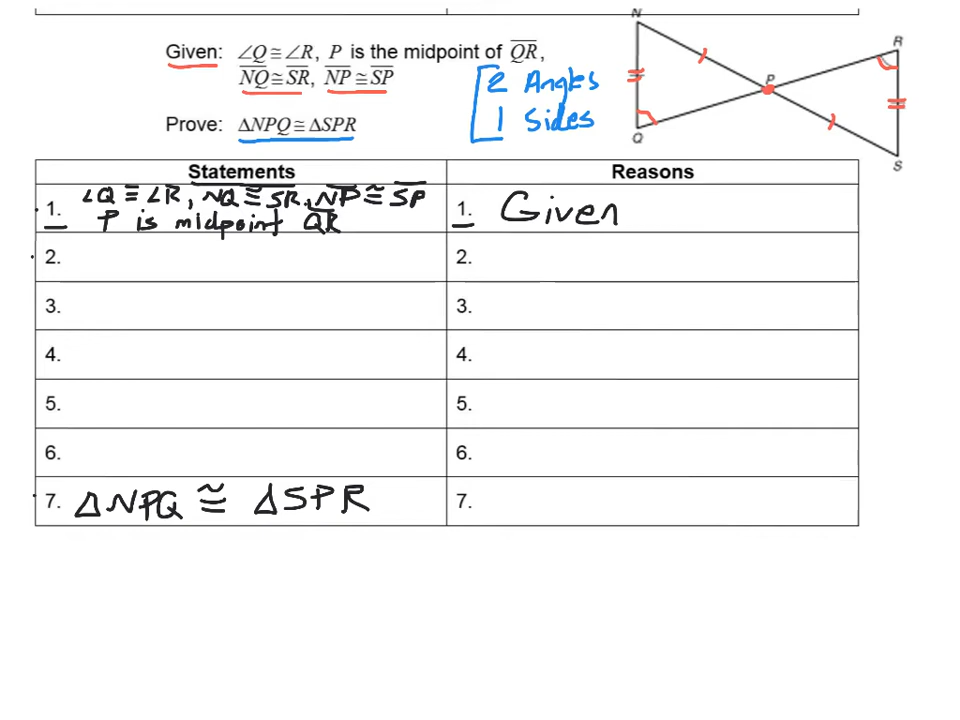 N
Given: ∠Q ≅ ∠R, P is the midpoint of QR,
NQ ≅ SR, NP ≅ SP
Prove: ΔNPQ ≅ ΔSPR
2 Angles
1 Sides
R
P
Q
S
Statements
Reasons
1. ∠Q ≅ ∠R, NQ ≅ SR, NP ≅ SP
P is midpoint QR
1. Given
2.
2.
3.
3.
4.
4.
5.
5.
6.
6.
7. ΔNPQ ≅ ΔSPR
7.